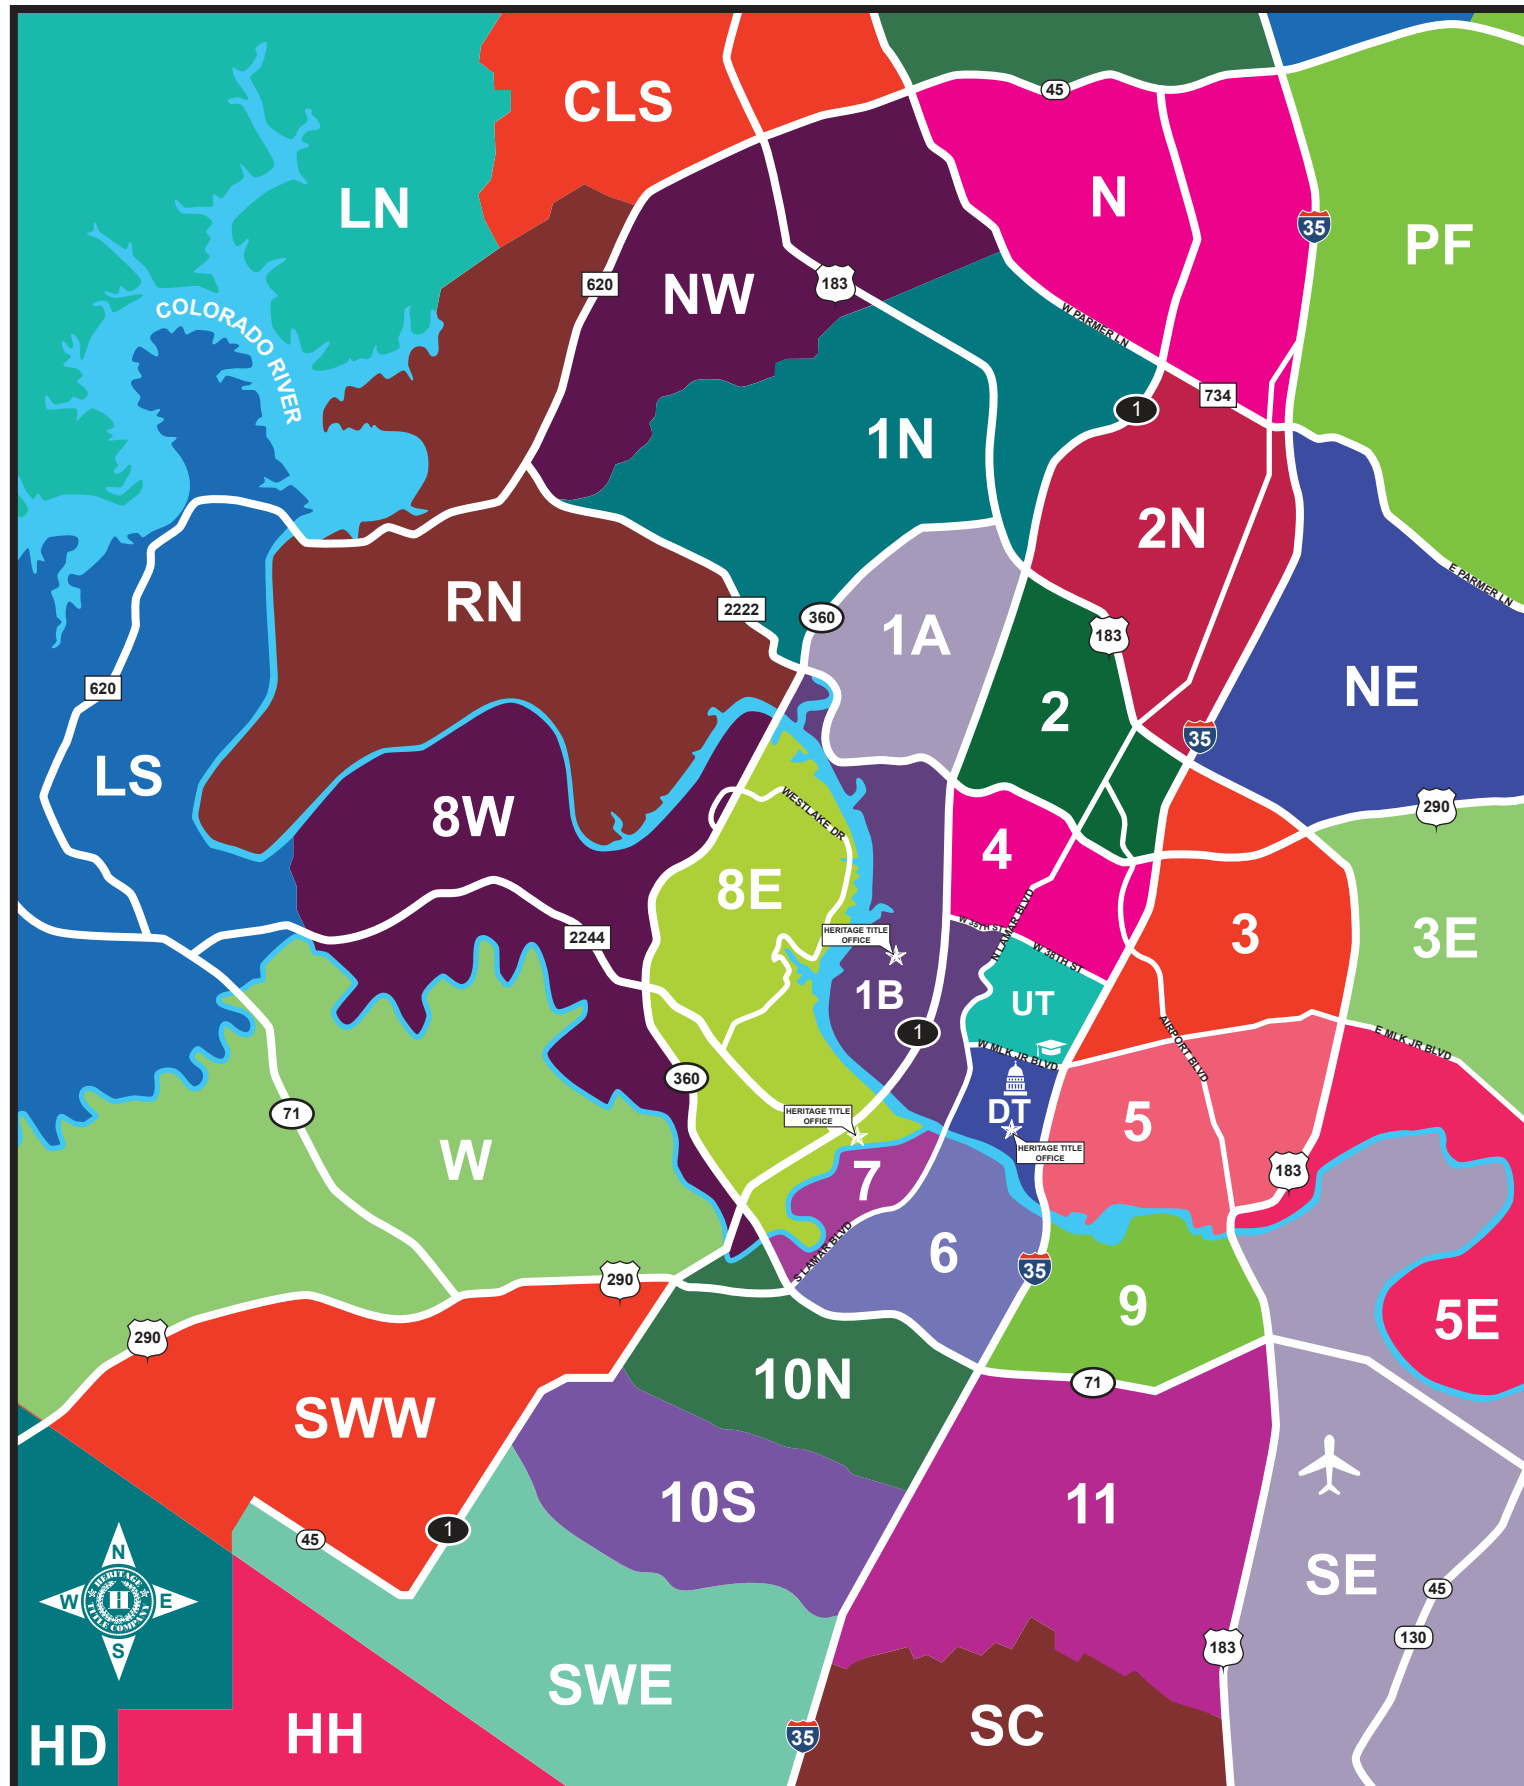 CLS
45
LN
N
35
PF
620
NW
183
COLORADO RIVER
W PARMER LN
734
1
1N
2N
E PARMER LN
RN
2222
360
1A
183
620
2
NE
35
LS
290
8W
WESTLAKE DR
4
8E
N LAMAR BLVD
W 35TH ST
W 38TH ST
2244
HERITAGE TITLE
OFFICE
3
3E
1B
UT
1
AIRPORT BLVD
E MLK JR BLVD
W MLK JR BLVD
360
71
HERITAGE TITLE
OFFICE
DT
5
HERITAGE TITLE
OFFICE
W
7
183
S LAMAR BLVD
6
35
290
9
5E
290
10N
71
SWW
10S
11
1
45
SE
45
N
W
E
S
HERITAGE
H
TITLE COMPANY
130
183
SWE
HH
HD
35
SC